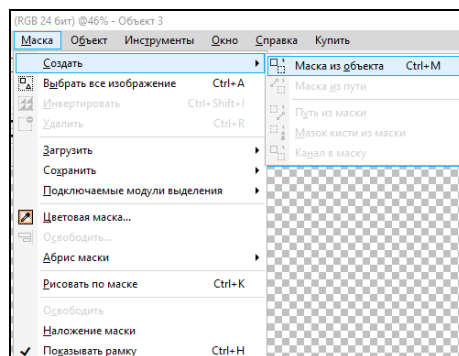 (RGB 24 бит) @46% - Объект 3
Маска Объект Инструменты Окно Справка Купить
Создать
Выбрать все изображение Ctrl+A
Инвертировать Ctrl+Shift+I
Удалить Ctrl+R
Загрузить
Сохранить
Подключаемые модули выделения
Цветовая маска...
Освободить...
Абрис маски
Рисовать по маске Ctrl+K
Освободить
Наложение маски
Показывать рамку Ctrl+H
Маска из объекта Ctrl+M
Маска из пути
Путь из маски
Мазок кисти из маски
Канал в маску